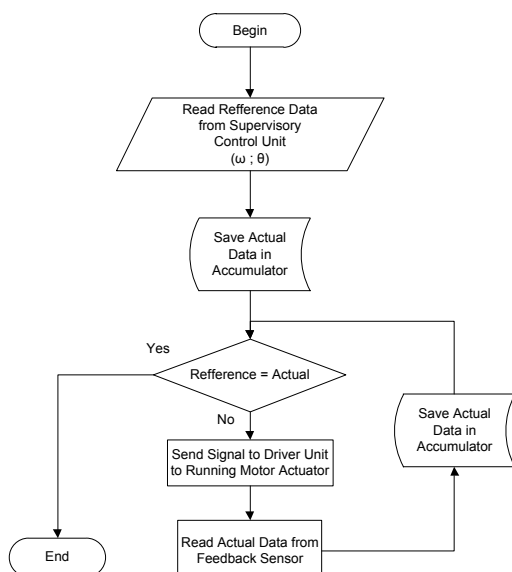 Begin
Read Refference Data
from Supervisory
Control Unit
(ω ; θ)
Save Actual
Data in
Accumulator
Yes
Refference = Actual
No
Save Actual
Data in
Accumulator
Send Signal to Driver Unit
to Running Motor Actuator
Read Actual Data from
Feedback Sensor
End